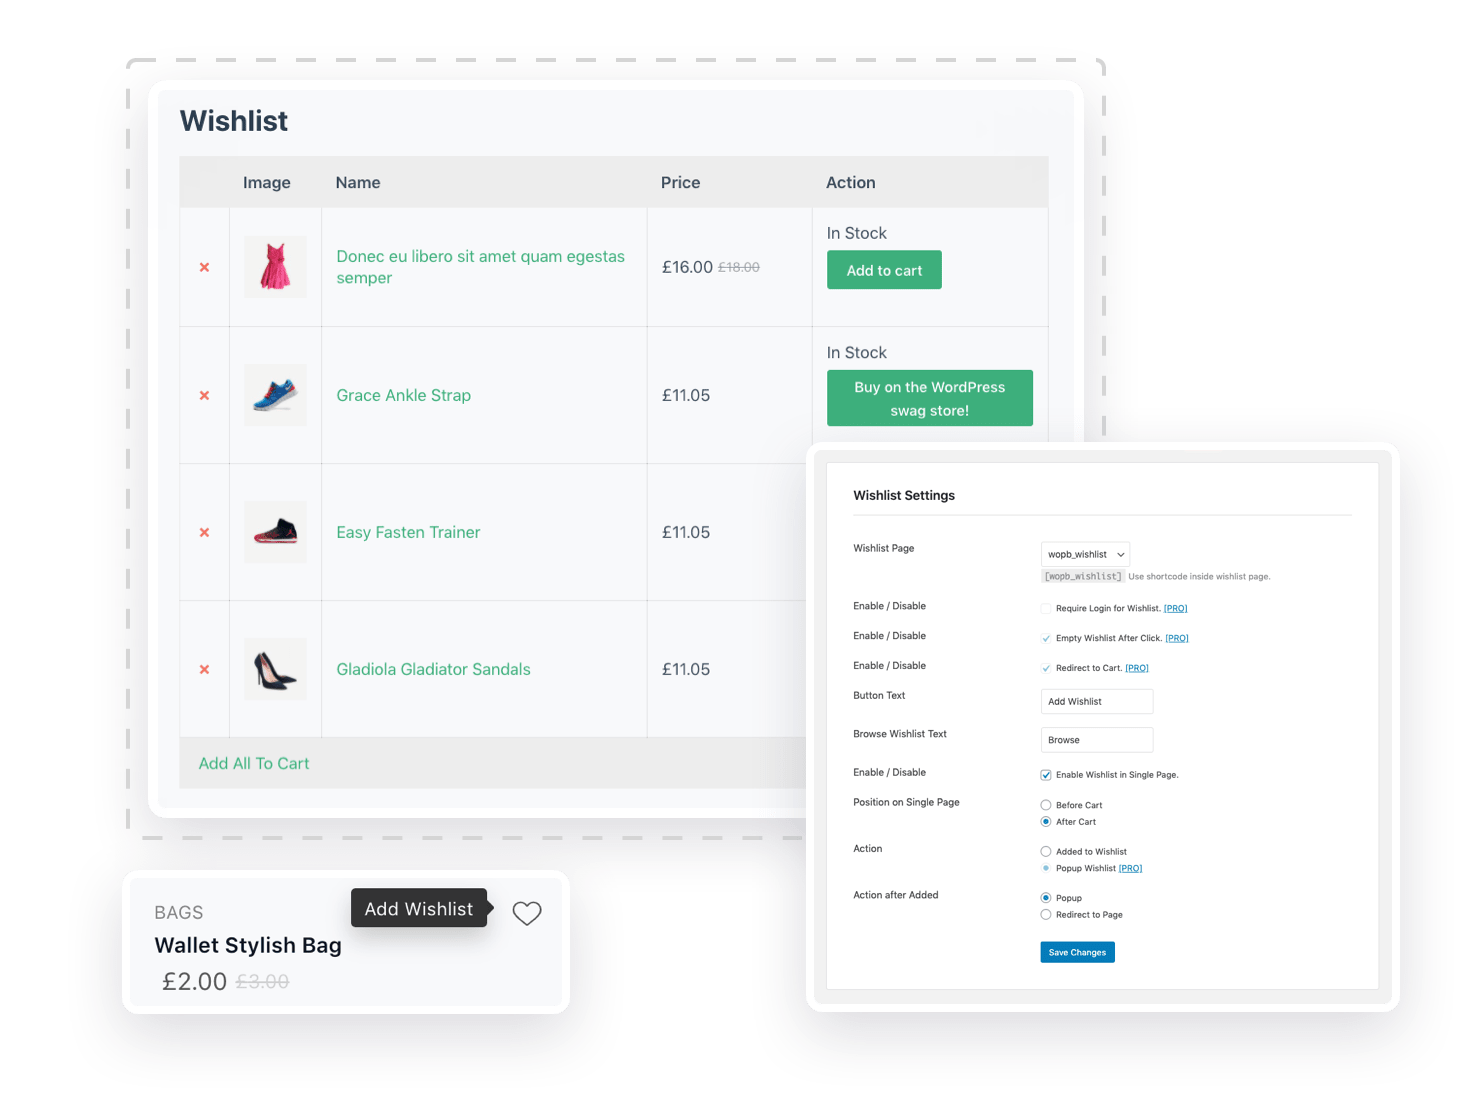 Wishlist
Image Name Price Action
Donec eu libero sit amet quam egestas
semper
£16.00 £18.00
In Stock
Add to cart
Grace Ankle Strap
£11.05
In Stock
Buy on the WordPress
swag store!
Easy Fasten Trainer
£11.05
Gladiola Gladiator Sandals
£11.05
Add All To Cart
BAGS
Add Wishlist
Wallet Stylish Bag
£2.00 £3.00
Wishlist Settings
Wishlist Page
wopb_wishlist
[wopb_wishlist] Use shortcode inside wishlist page.
Enable / Disable
Require Login for Wishlist. [PRO]
Enable / Disable
Empty Wishlist After Click. [PRO]
Enable / Disable
Redirect to Cart. [PRO]
Button Text
Add Wishlist
Browse Wishlist Text
Browse
Enable / Disable
Enable Wishlist in Single Page.
Position on Single Page
Before Cart
After Cart
Action
Added to Wishlist
Popup Wishlist [PRO]
Action after Added
Popup
Redirect to Page
Save Changes